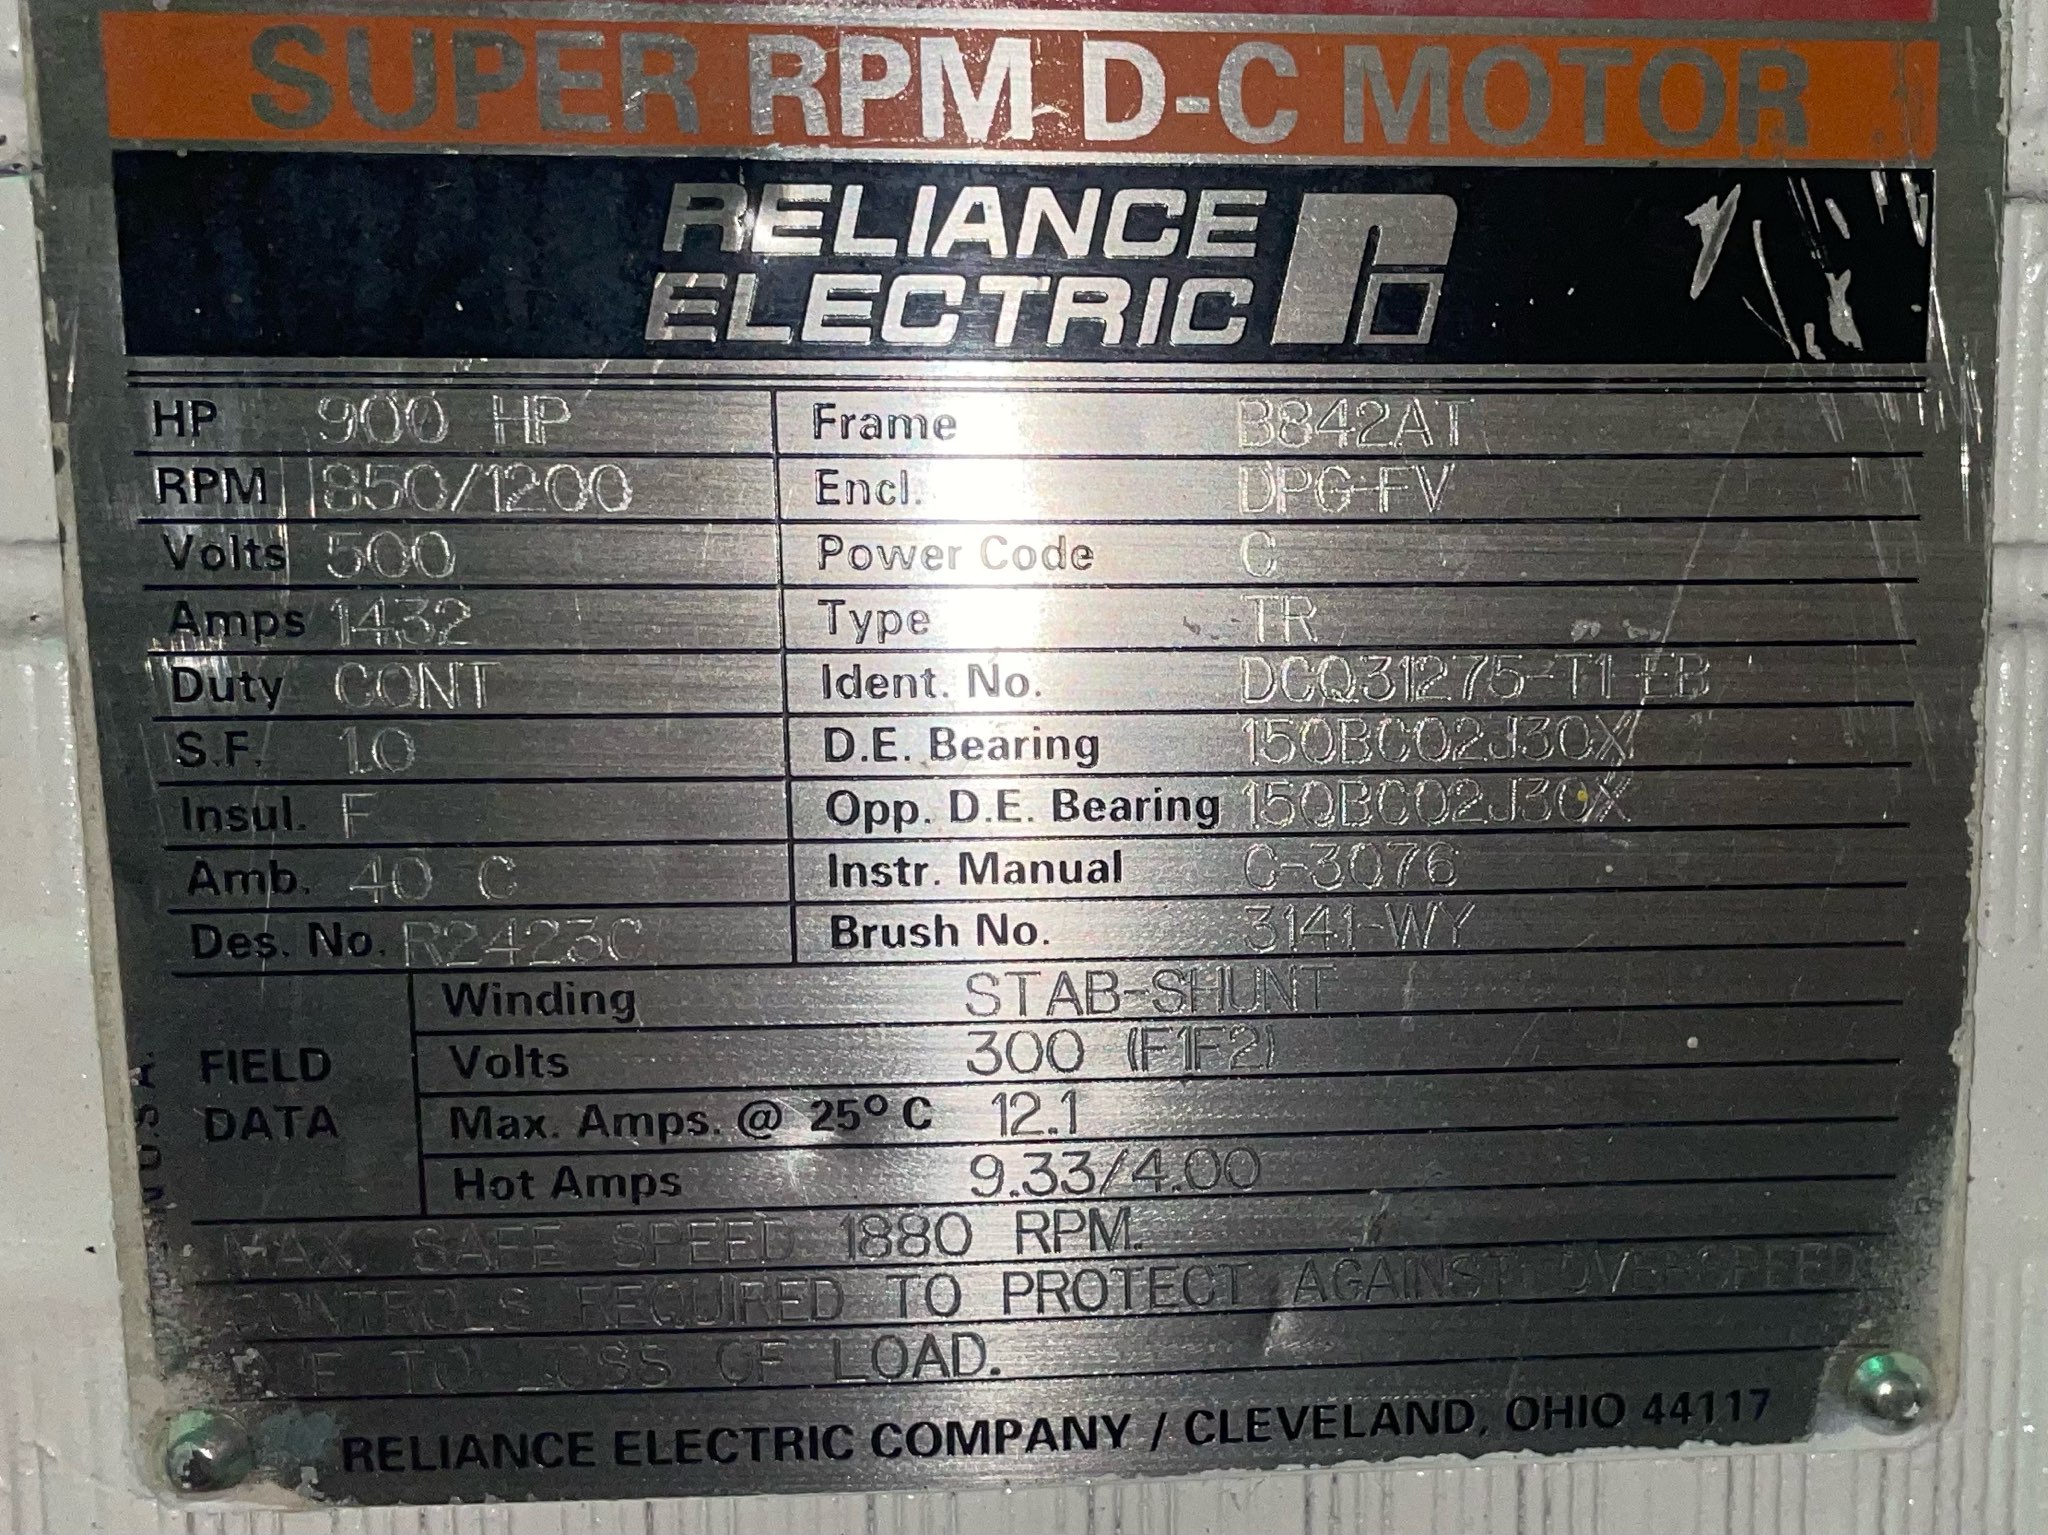 SUPER RPM D-C MOTOR
RELIANCE
ELECTRIC
HP 900 HP Frame B842AT
RPM 850/1200 Encl. DPG-FV
Volts 500 Power Code C
Amps 1432 Type TR
Duty CONT Ident. No. DCQ31275-T1-EB
S.F. 1.0 D.E. Bearing 150BC02J30X
Insul. F Opp. D.E. Bearing 150BC02J30X
Amb. 40 C Instr. Manual C-3076
Des. No. R2423C Brush No. 3141-WY
FIELD DATA
Winding STAB-SHUNT
Volts 300 (F1F2)
Max. Amps. @ 25° C 12.1
Hot Amps 9.33/4.00
MAX. SAFE SPEED 1880 RPM.
CONTROLS REQUIRED TO PROTECT AGAINST OVERSPEED
DUE TO LOSS OF LOAD.
RELIANCE ELECTRIC COMPANY / CLEVELAND, OHIO 44117